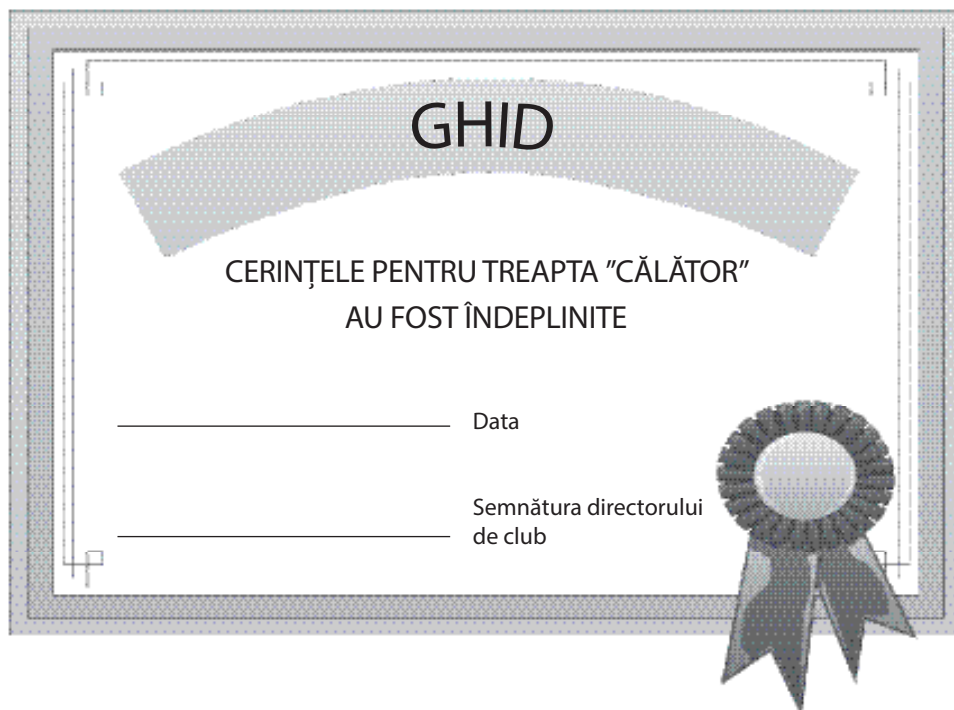 GHID
CERINȚELE PENTRU TREAPTA ”CĂLĂTOR”
AU FOST ÎNDEPLINITE
Data
Semnătura directorului
de club